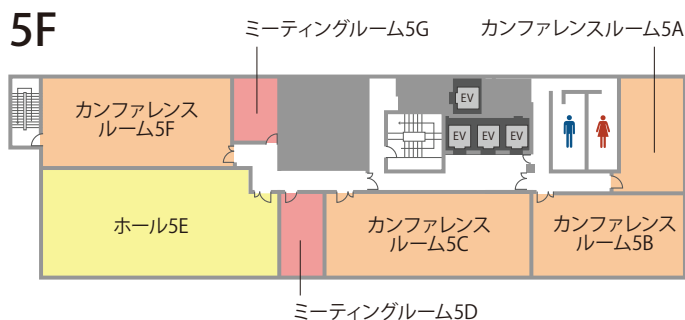 5F
ミーティングルーム5G
カンファレンスルーム5A
カンファレンス
ルーム5F
EV
EV
EV
EV
ホール5E
カンファレンス
ルーム5C
カンファレンス
ルーム5B
ミーティングルーム5D